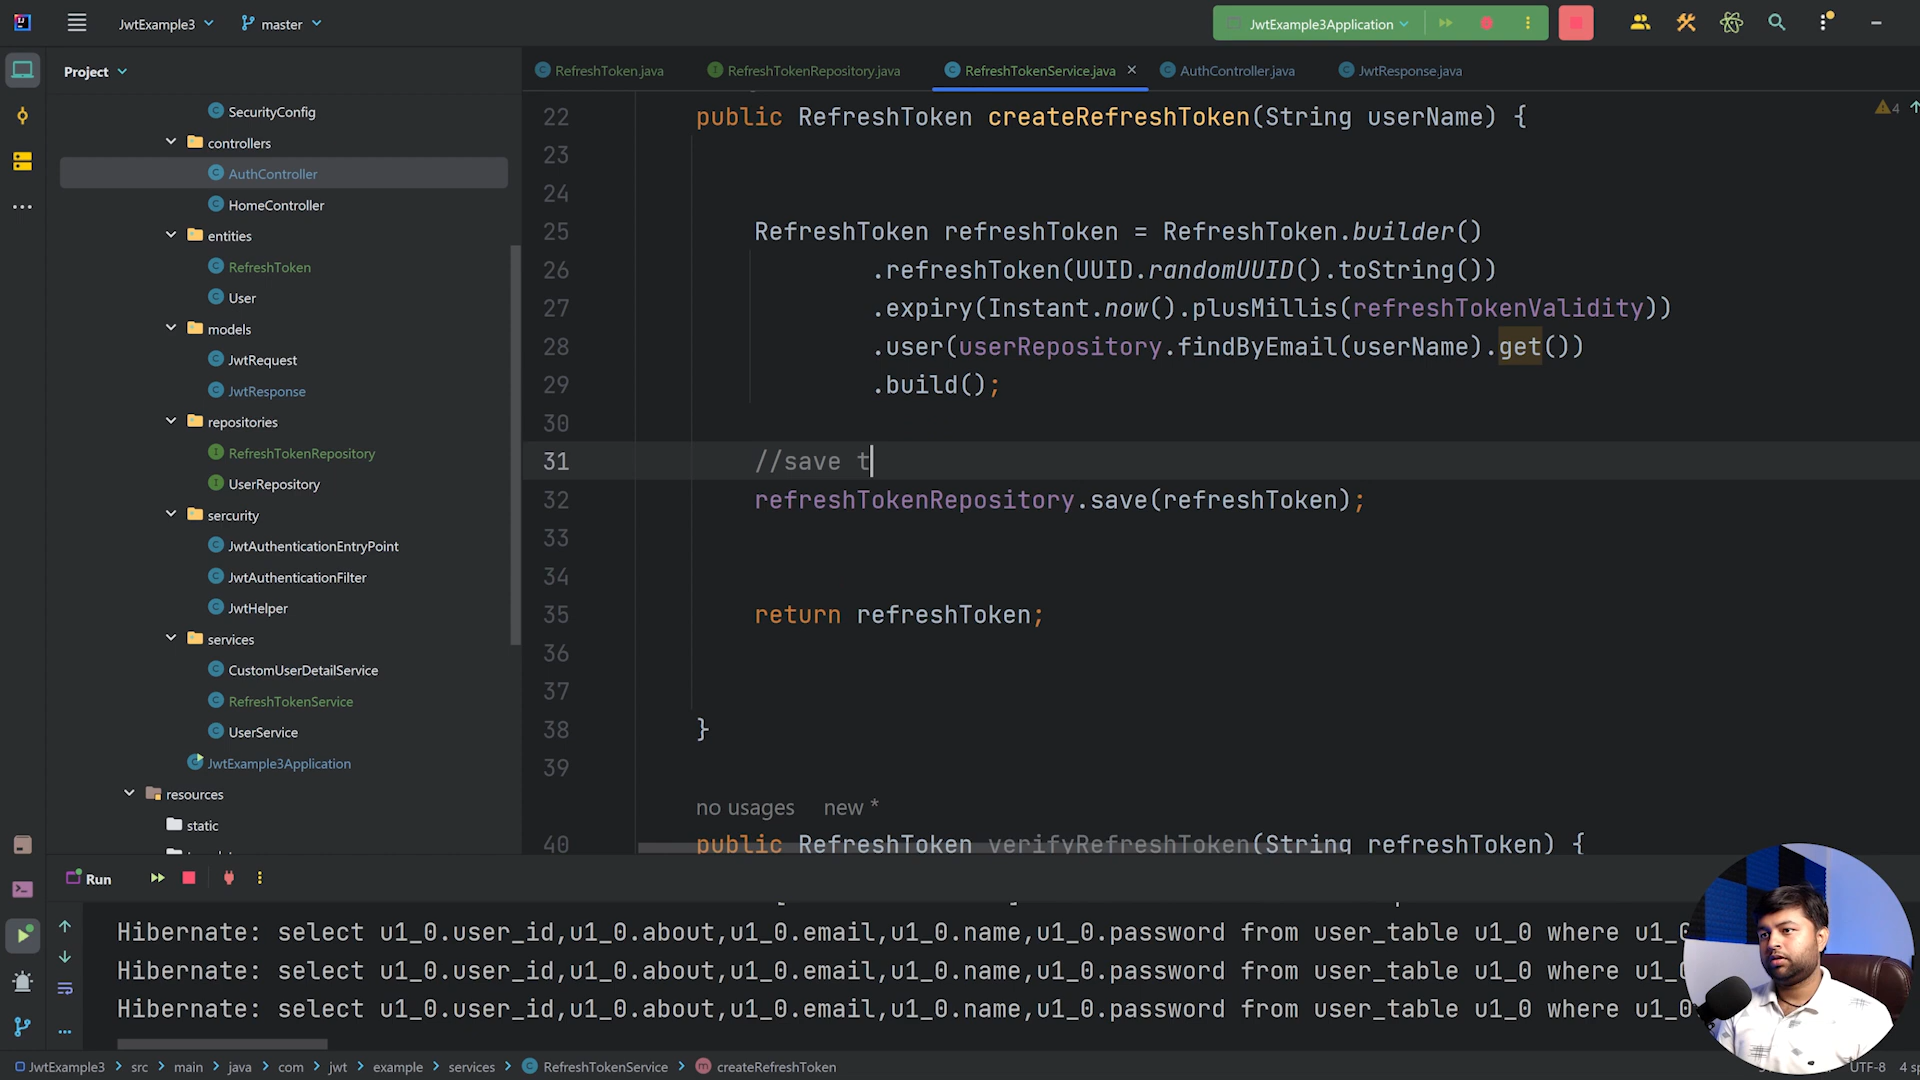 JwtExample3
master
JwtExample3Application
Project
RefreshToken.java
RefreshTokenRepository.java
RefreshTokenService.java
AuthController.java
JwtResponse.java
SecurityConfig
controllers
AuthController
HomeController
entities
RefreshToken
User
models
JwtRequest
JwtResponse
repositories
RefreshTokenRepository
UserRepository
sercurity
JwtAuthenticationEntryPoint
JwtAuthenticationFilter
JwtHelper
services
CustomUserDetailService
RefreshTokenService
UserService
JwtExample3Application
resources
static
4
22 public RefreshToken createRefreshToken(String userName) {
23
24
25 RefreshToken refreshToken = RefreshToken.builder()
26 .refreshToken(UUID.randomUUID().toString())
27 .expiry(Instant.now().plusMillis(refreshTokenValidity))
28 .user(userRepository.findByEmail(userName).get())
29 .build();
30
31 //save t
32 refreshTokenRepository.save(refreshToken);
33
34
35 return refreshToken;
36
37
38 }
39
no usages new *
40 public RefreshToken verifyRefreshToken(String refreshToken) {
Run
Hibernate: select u1_0.user_id,u1_0.about,u1_0.email,u1_0.name,u1_0.password from user_table u1_0 where u1_0
Hibernate: select u1_0.user_id,u1_0.about,u1_0.email,u1_0.name,u1_0.password from user_table u1_0 where u1_0
Hibernate: select u1_0.user_id,u1_0.about,u1_0.email,u1_0.name,u1_0.password from user_table u1_0 where u1_0
JwtExample3 > src > main > java > com > jwt > example > services > RefreshTokenService > createRefreshToken
UTF-8 4 sp